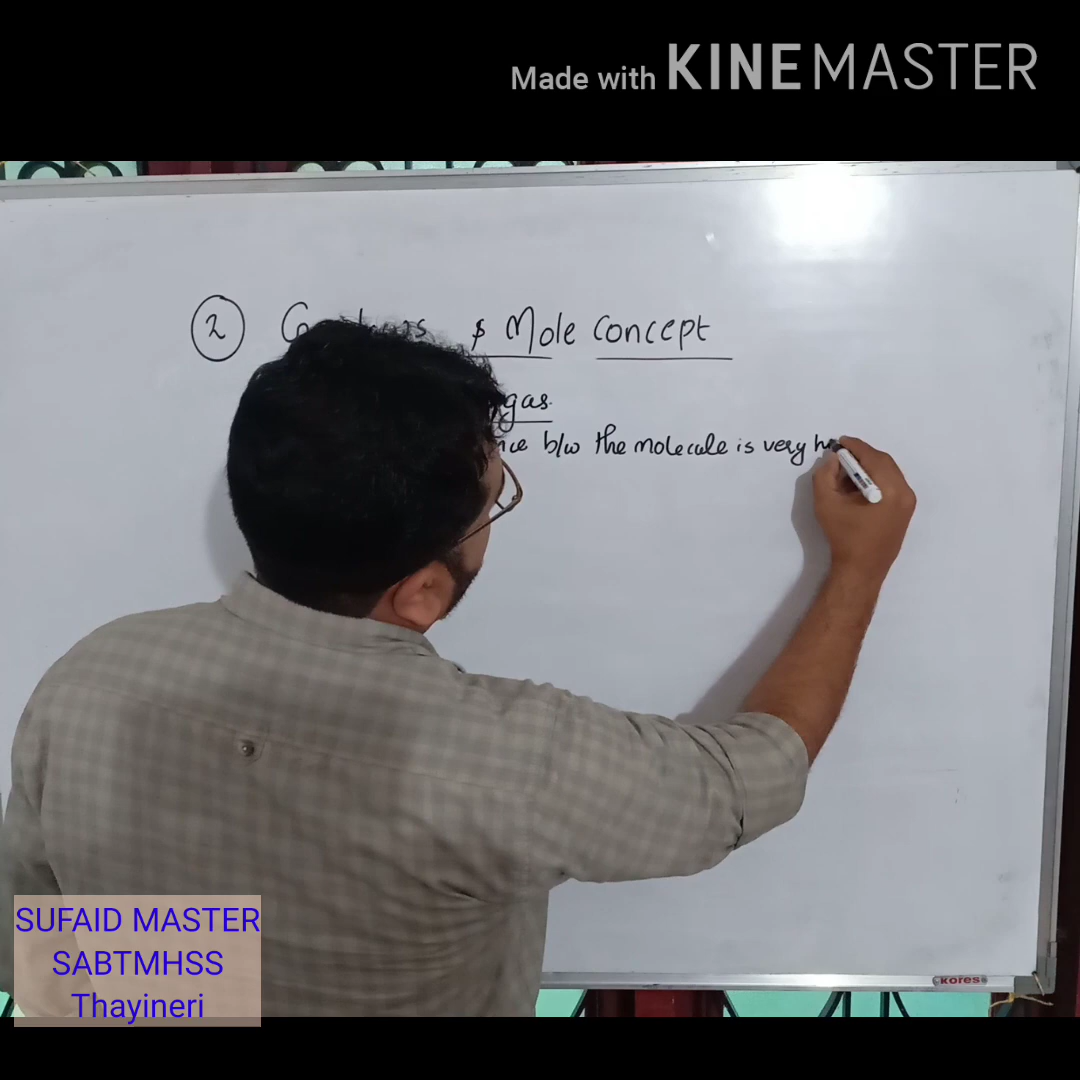 Made with KINEMASTER
2 & Mole concept
gas.
b/w the molecule is very
SUFAID MASTER
SABTMHSS
Thayineri
KORES